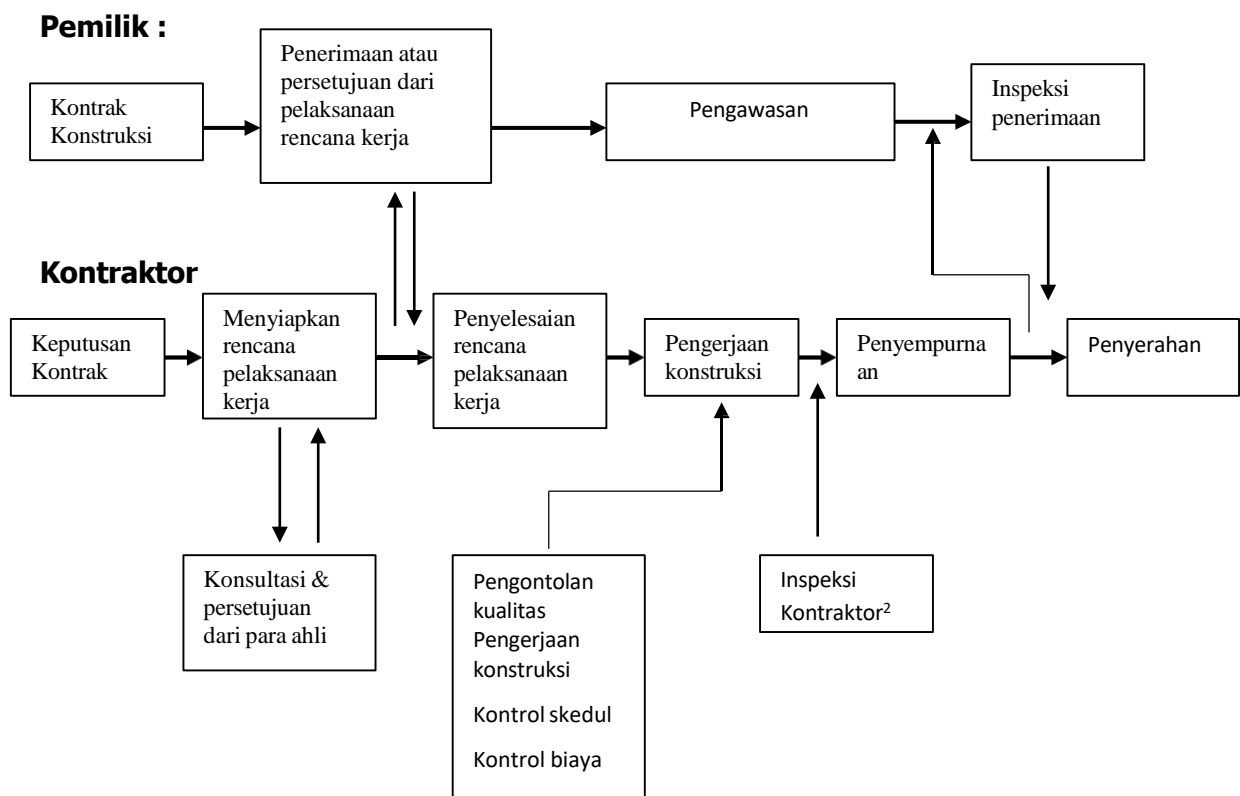 Pemilik :
Kontrak
Konstruksi
Penerimaan atau
persetujuan dari
pelaksanaan
rencana kerja
Pengawasan
Inspeksi
penerimaan
Kontraktor
Keputusan
Kontrak
Menyiapkan
rencana
pelaksanaan
kerja
Penyelesaian
rencana
pelaksanaan
kerja
Pengerjaan
konstruksi
Penyempurna
an
Penyerahan
Konsultasi &
persetujuan
dari para ahli
Pengontolan
kualitas
Pengerjaan
konstruksi
Kontrol skedul
Kontrol biaya
Inspeksi
Kontraktor²